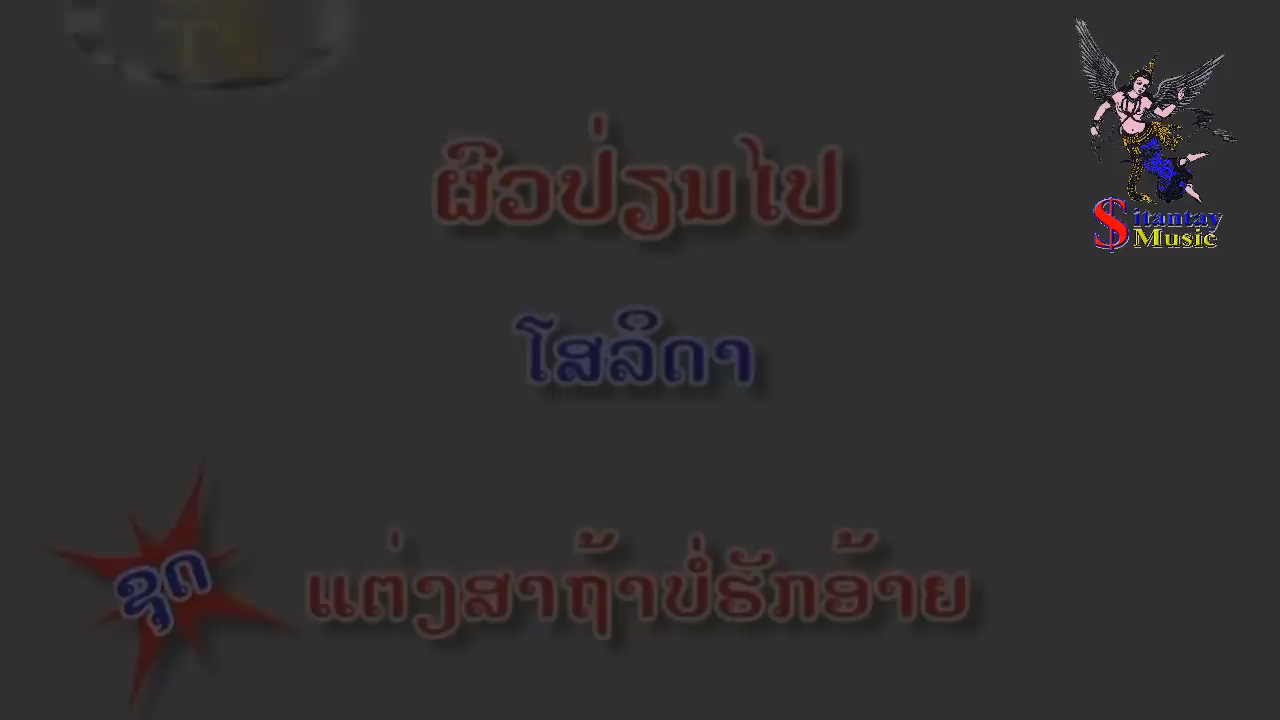 ຜົວປ່ຽນໄປ
ໂສລິດາ
ຊຸດ
ແຕ່ງສາຖ້າບໍ່ຮັກອ້າຍ
$itantay
Music